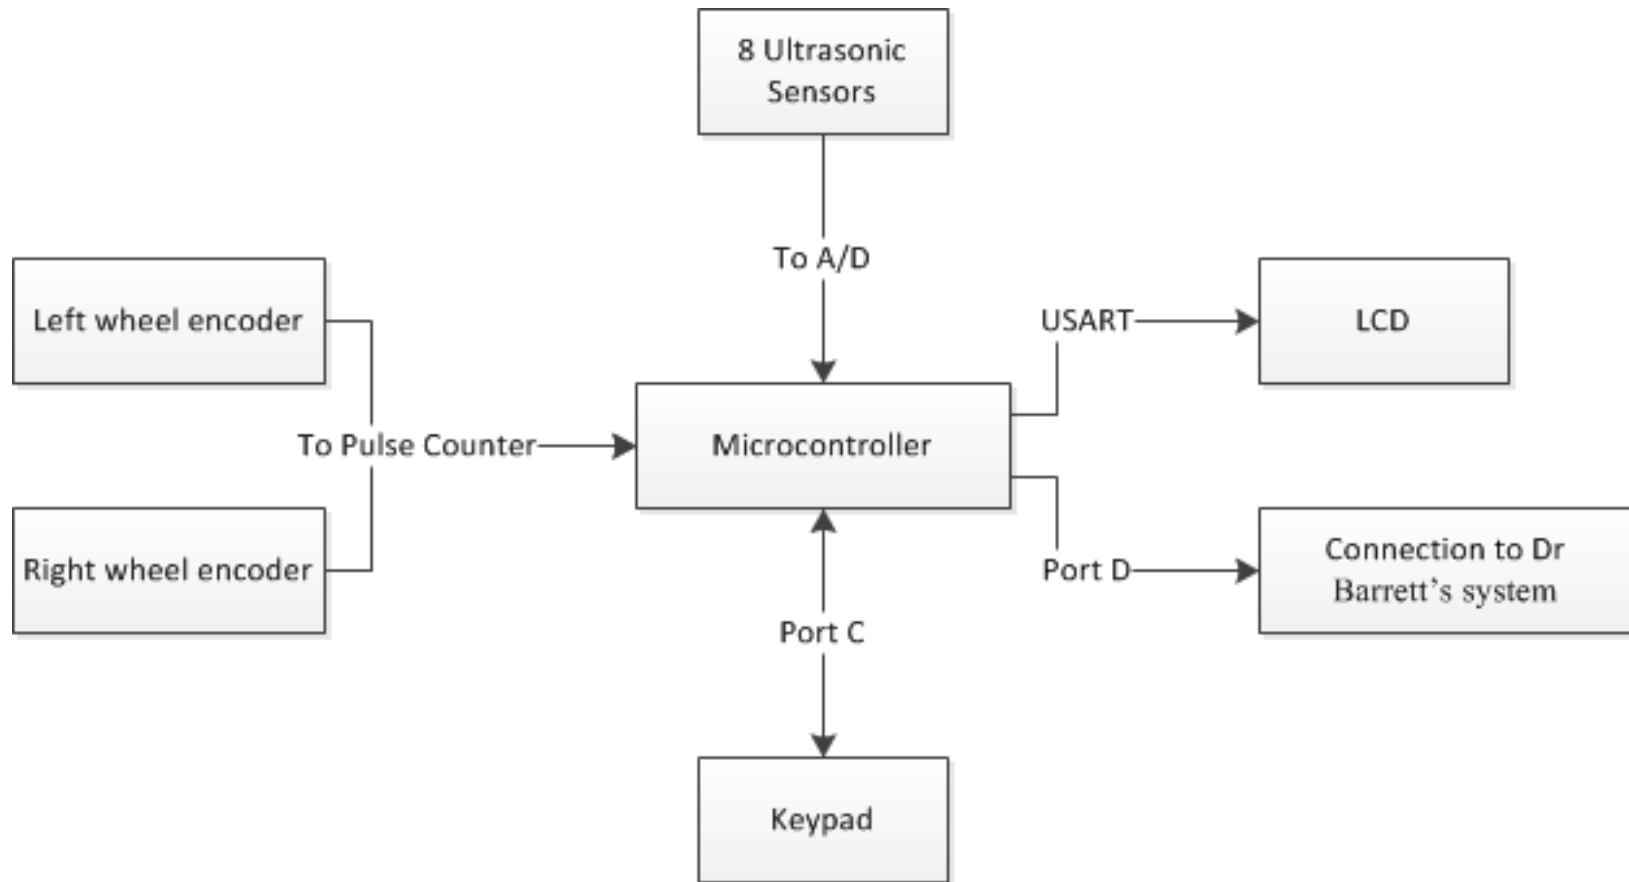 8 Ultrasonic
Sensors
To A/D
Left wheel encoder
USART
LCD
To Pulse Counter
Microcontroller
Right wheel encoder
Port D
Connection to Dr
Barrett's system
Port C
Keypad